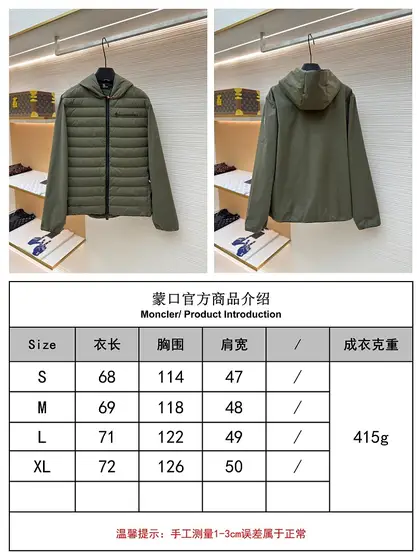 蒙口官方商品介绍
Moncler/ Product Introduction
Size 衣长 胸围 肩宽 / 成衣克重
S 68 114 47 /
M 69 118 48 /
L 71 122 49 /
XL 72 126 50 /
415g
温馨提示：手工测量1-3cm误差属于正常